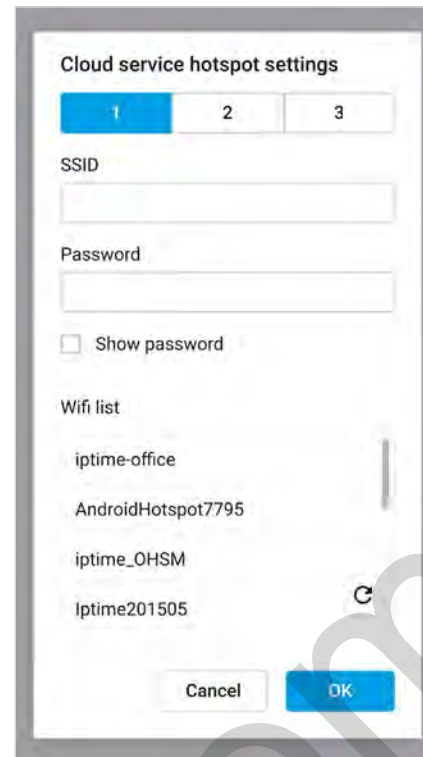 Cloud service hotspot settings
1 2 3
SSID
Password
Show password
Wifi list
iptime-office
AndroidHotspot7795
iptime_OHSM
Iptime201505
Cancel OK